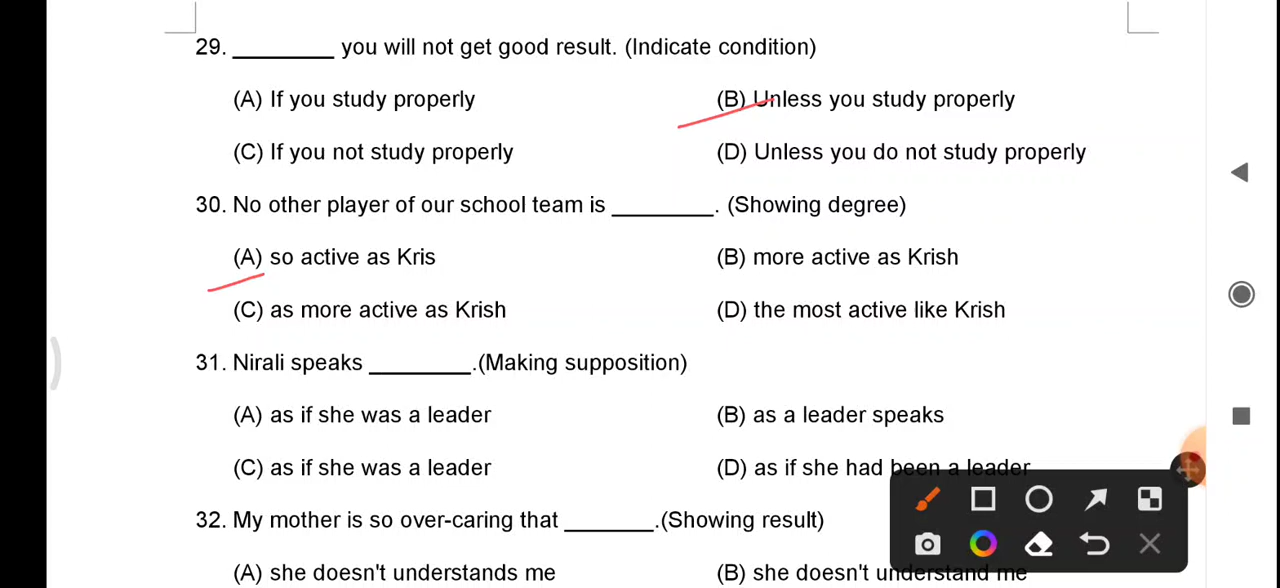 29. ________ you will not get good result. (Indicate condition)
(A) If you study properly (B) Unless you study properly
(C) If you not study properly (D) Unless you do not study properly
30. No other player of our school team is ________. (Showing degree)
(A) so active as Kris (B) more active as Krish
(C) as more active as Krish (D) the most active like Krish
31. Nirali speaks ________.(Making supposition)
(A) as if she was a leader (B) as a leader speaks
(C) as if she was a leader (D) as if she had been a leader
32. My mother is so over-caring that _______.(Showing result)
(A) she doesn't understands me (B) she doesn't understand me